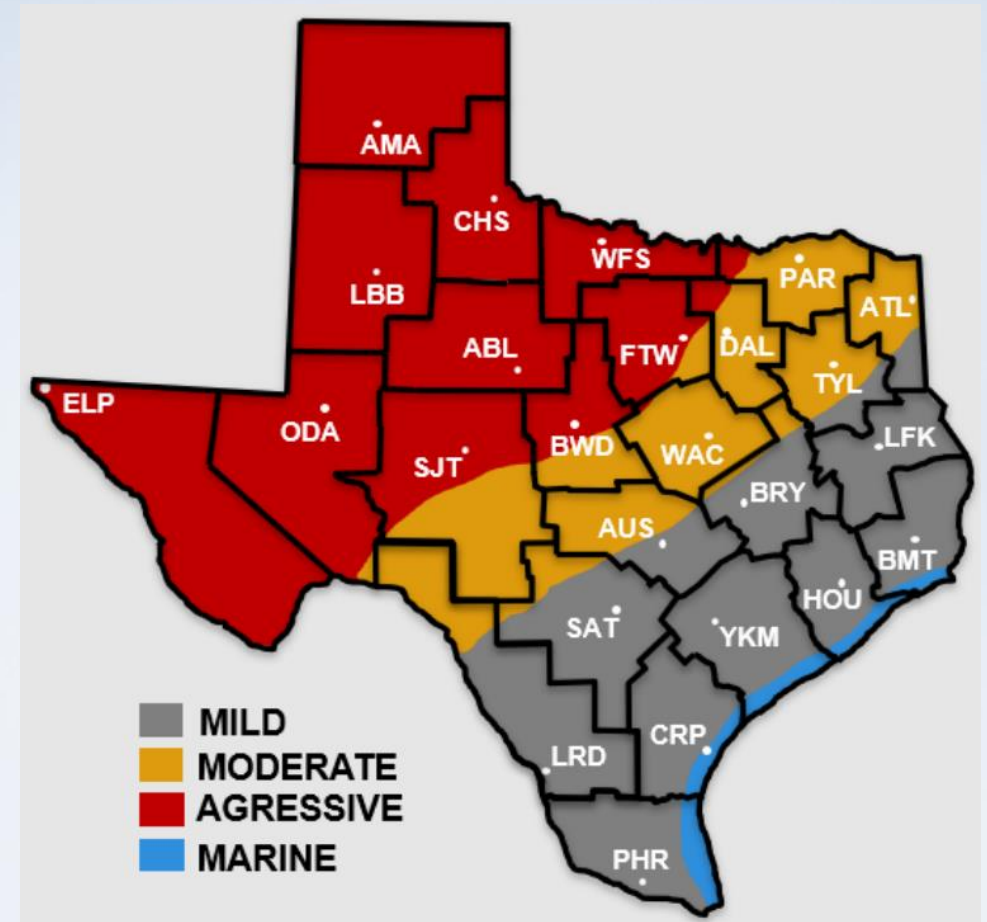 AMA
CHS
WFS
PAR
LBB
ATL
ABL
FTW
DAL
TYL
ELP
ODA
SJT
BWD
WAC
LFK
BRY
AUS
BMT
HOU
SAT
YKM
MILD
CRP
LRD
MODERATE
AGRESSIVE
MARINE
PHR